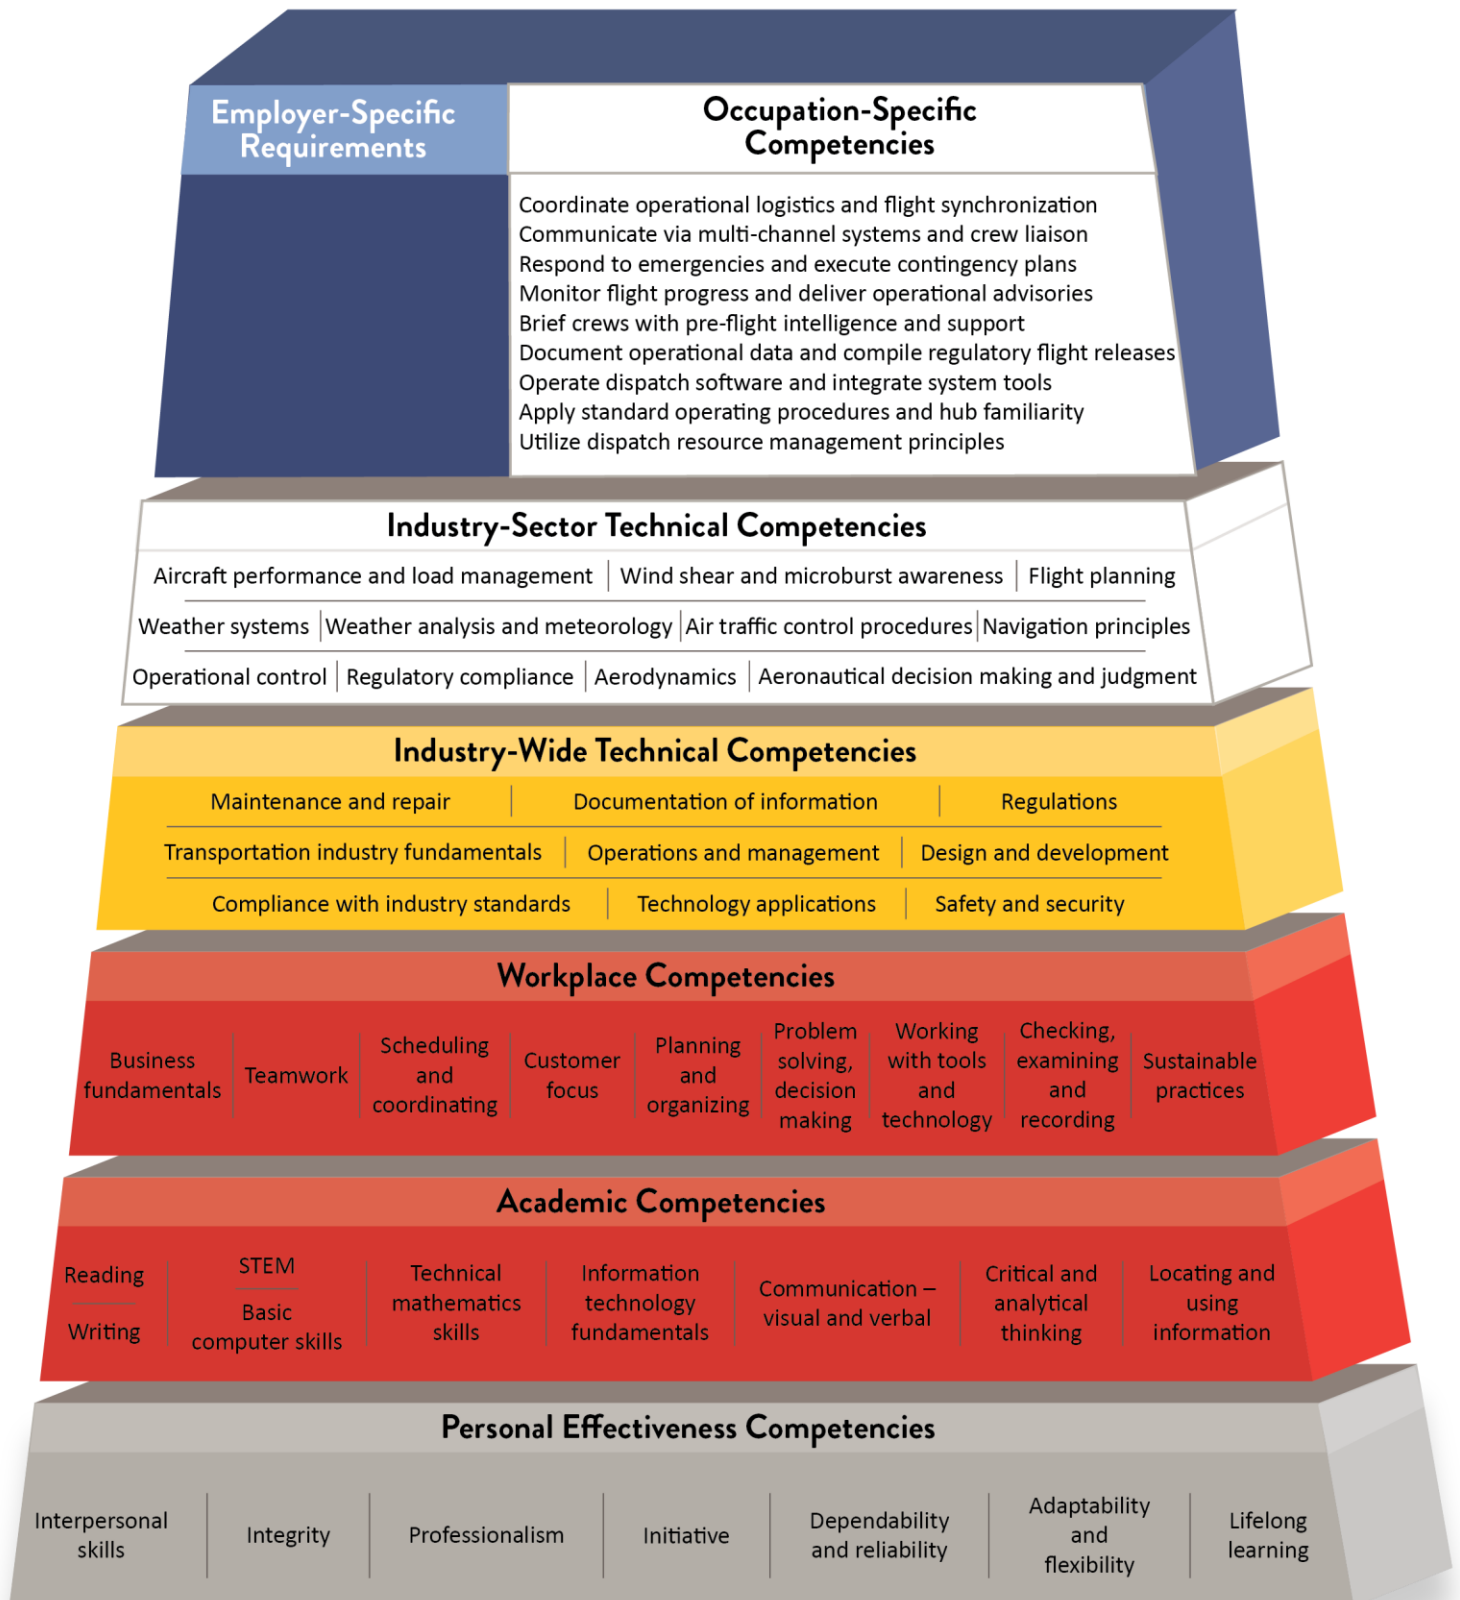 Employer-Specific
Requirements
Occupation-Specific
Competencies
Coordinate operational logistics and flight synchronization
Communicate via multi-channel systems and crew liaison
Respond to emergencies and execute contingency plans
Monitor flight progress and deliver operational advisories
Brief crews with pre-flight intelligence and support
Document operational data and compile regulatory flight releases
Operate dispatch software and integrate system tools
Apply standard operating procedures and hub familiarity
Utilize dispatch resource management principles
Industry-Sector Technical Competencies
Aircraft performance and load management
Wind shear and microburst awareness
Flight planning
Weather systems
Weather analysis and meteorology
Air traffic control procedures
Navigation principles
Operational control
Regulatory compliance
Aerodynamics
Aeronautical decision making and judgment
Industry-Wide Technical Competencies
Maintenance and repair
Documentation of information
Regulations
Transportation industry fundamentals
Operations and management
Design and development
Compliance with industry standards
Technology applications
Safety and security
Workplace Competencies
Business
fundamentals
Teamwork
Scheduling
and
coordinating
Customer
focus
Planning
and
organizing
Problem
solving,
decision
making
Working
with tools
and
technology
Checking,
examining
and
recording
Sustainable
practices
Academic Competencies
Reading
Writing
STEM
Basic
computer skills
Technical
mathematics
skills
Information
technology
fundamentals
Communication –
visual and verbal
Critical and
analytical
thinking
Locating and
using
information
Personal Effectiveness Competencies
Interpersonal
skills
Integrity
Professionalism
Initiative
Dependability
and reliability
Adaptability
and
flexibility
Lifelong
learning